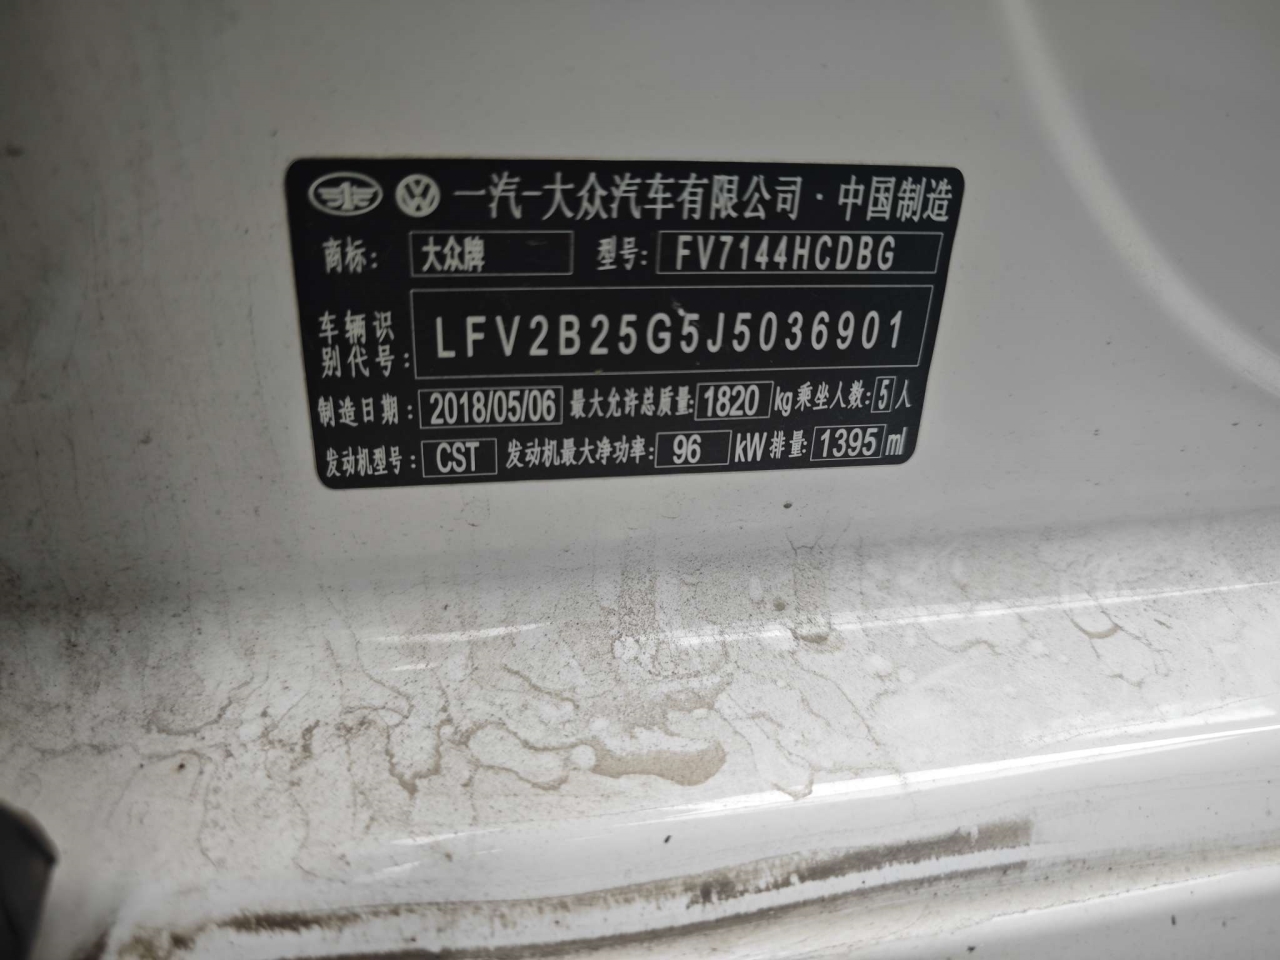 一汽-大众汽车有限公司·中国制造
商标: 大众牌 型号: FV7144HCDBG
车辆识别代号: LFV2B25G5J5036901
制造日期: 2018/05/06 最大允许总质量: 1820 kg 乘坐人数: 5 人
发动机型号: CST 发动机最大净功率: 96 kW 排量: 1395 ml